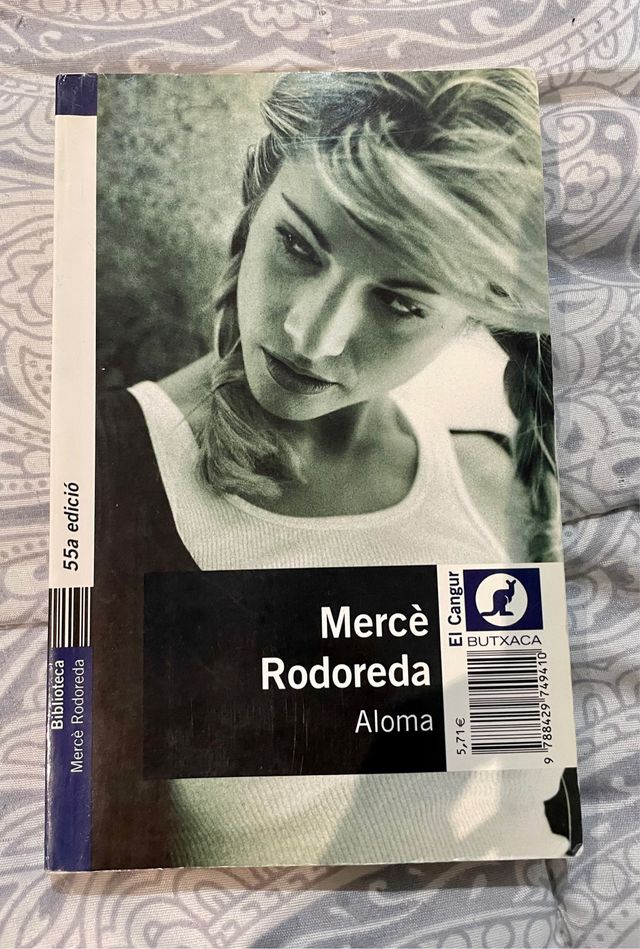 55a edició
Biblioteca
Mercè Rodoreda
Mercè
Rodoreda
Aloma
El Cangur
BUTXACA
5,71€
9 788429 749410